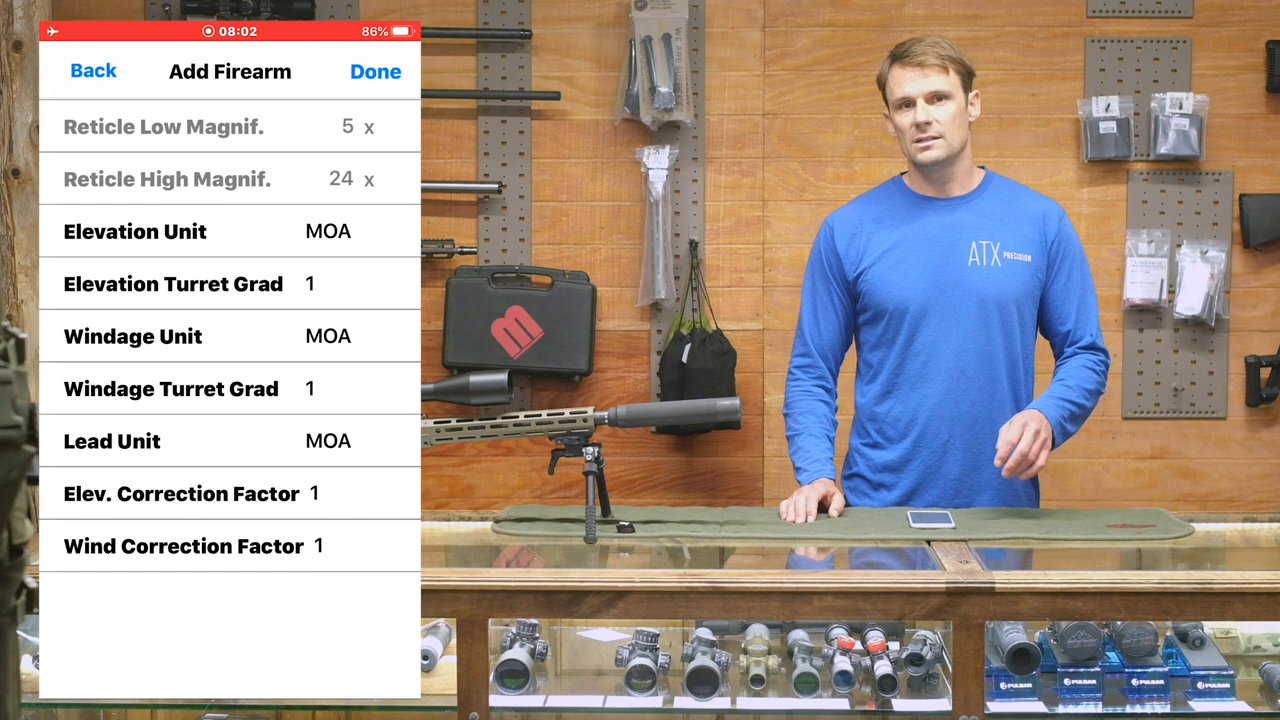 08:02
86%
Back
Add Firearm
Done
Reticle Low Magnif. 5 x
Reticle High Magnif. 24 x
Elevation Unit MOA
Elevation Turret Grad 1
Windage Unit MOA
Windage Turret Grad 1
Lead Unit MOA
Elev. Correction Factor 1
Wind Correction Factor 1
ATX PRECISION
PULSAR
PULSAR
PULSAR
PULSAR